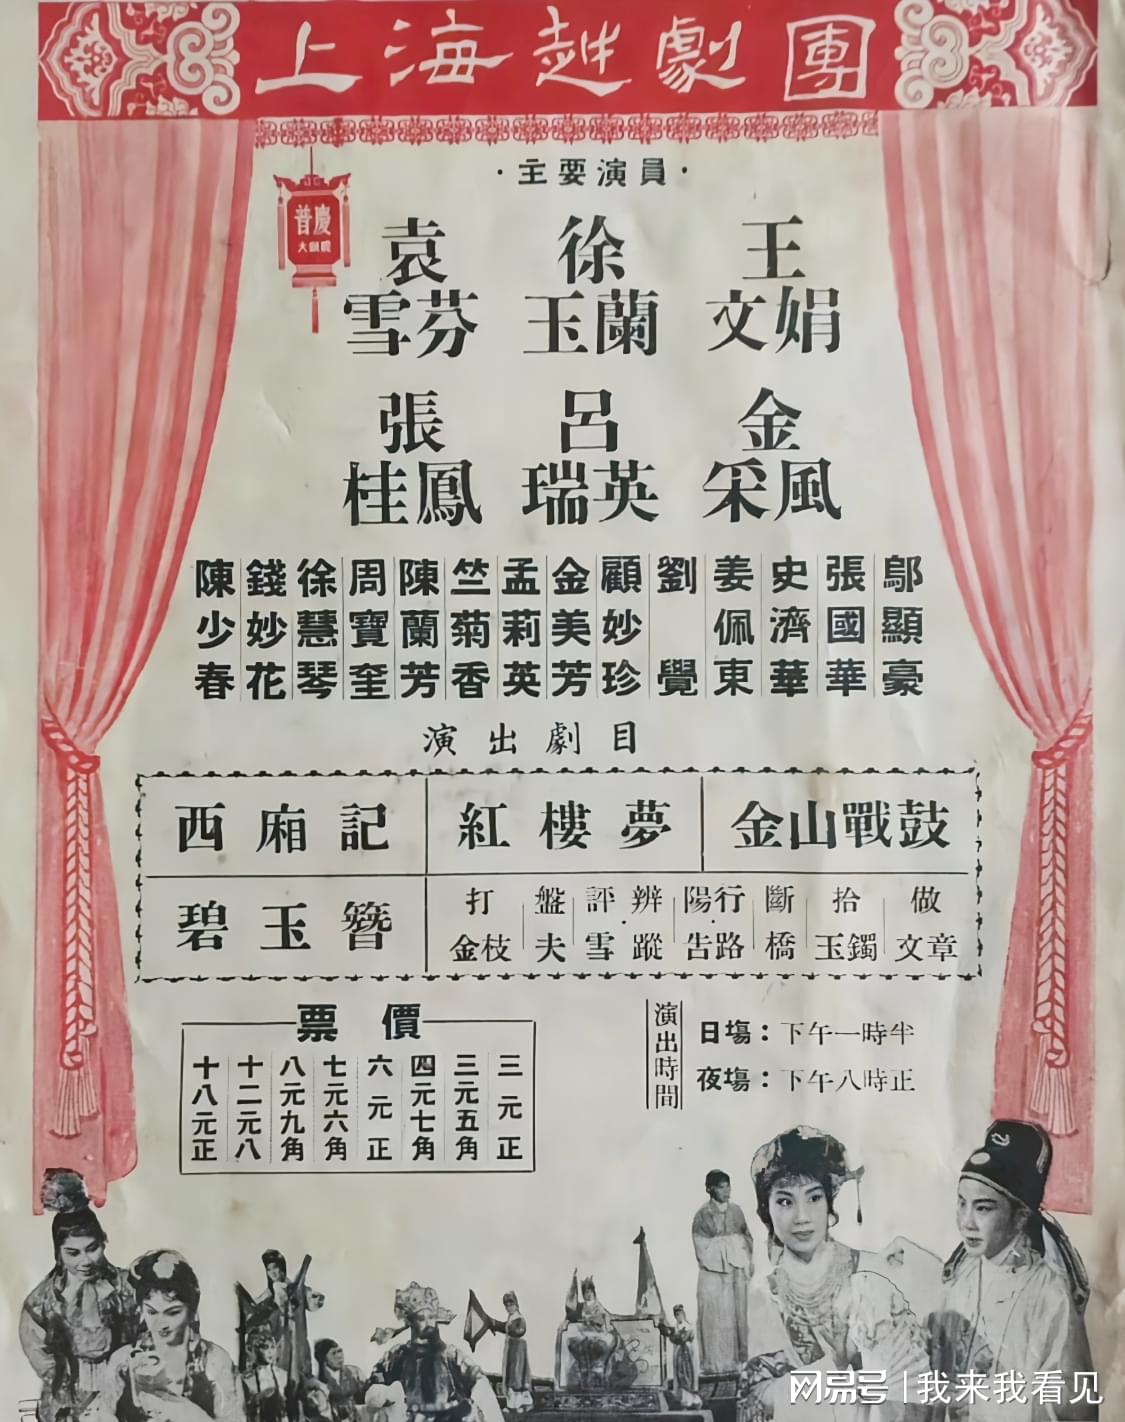 上海越劇團
·主要演員·
普慶
大戲院
袁雪芬 徐玉蘭 王文娟
張桂鳳 呂瑞英 金采風
陳少春 錢妙花 徐慧琴 周寶奎 陳蘭芳 竺菊香 孟莉英 金美芳 顧妙珍 劉覺 姜佩東 史濟華 張國華 鄔顯豪
演出劇目
西廂記 紅樓夢 金山戰鼓
碧玉簪 打金枝 盤夫 評雪·辨蹤 陽告·行路 斷橋 拾玉鐲 做文章
票價
十八元正 十二元八 八元九角 七元六角 六元正 四元七角 三元五角 三元正
演出時間
日場：下午一時半
夜場：下午八時正
网易号 | 我来我看见